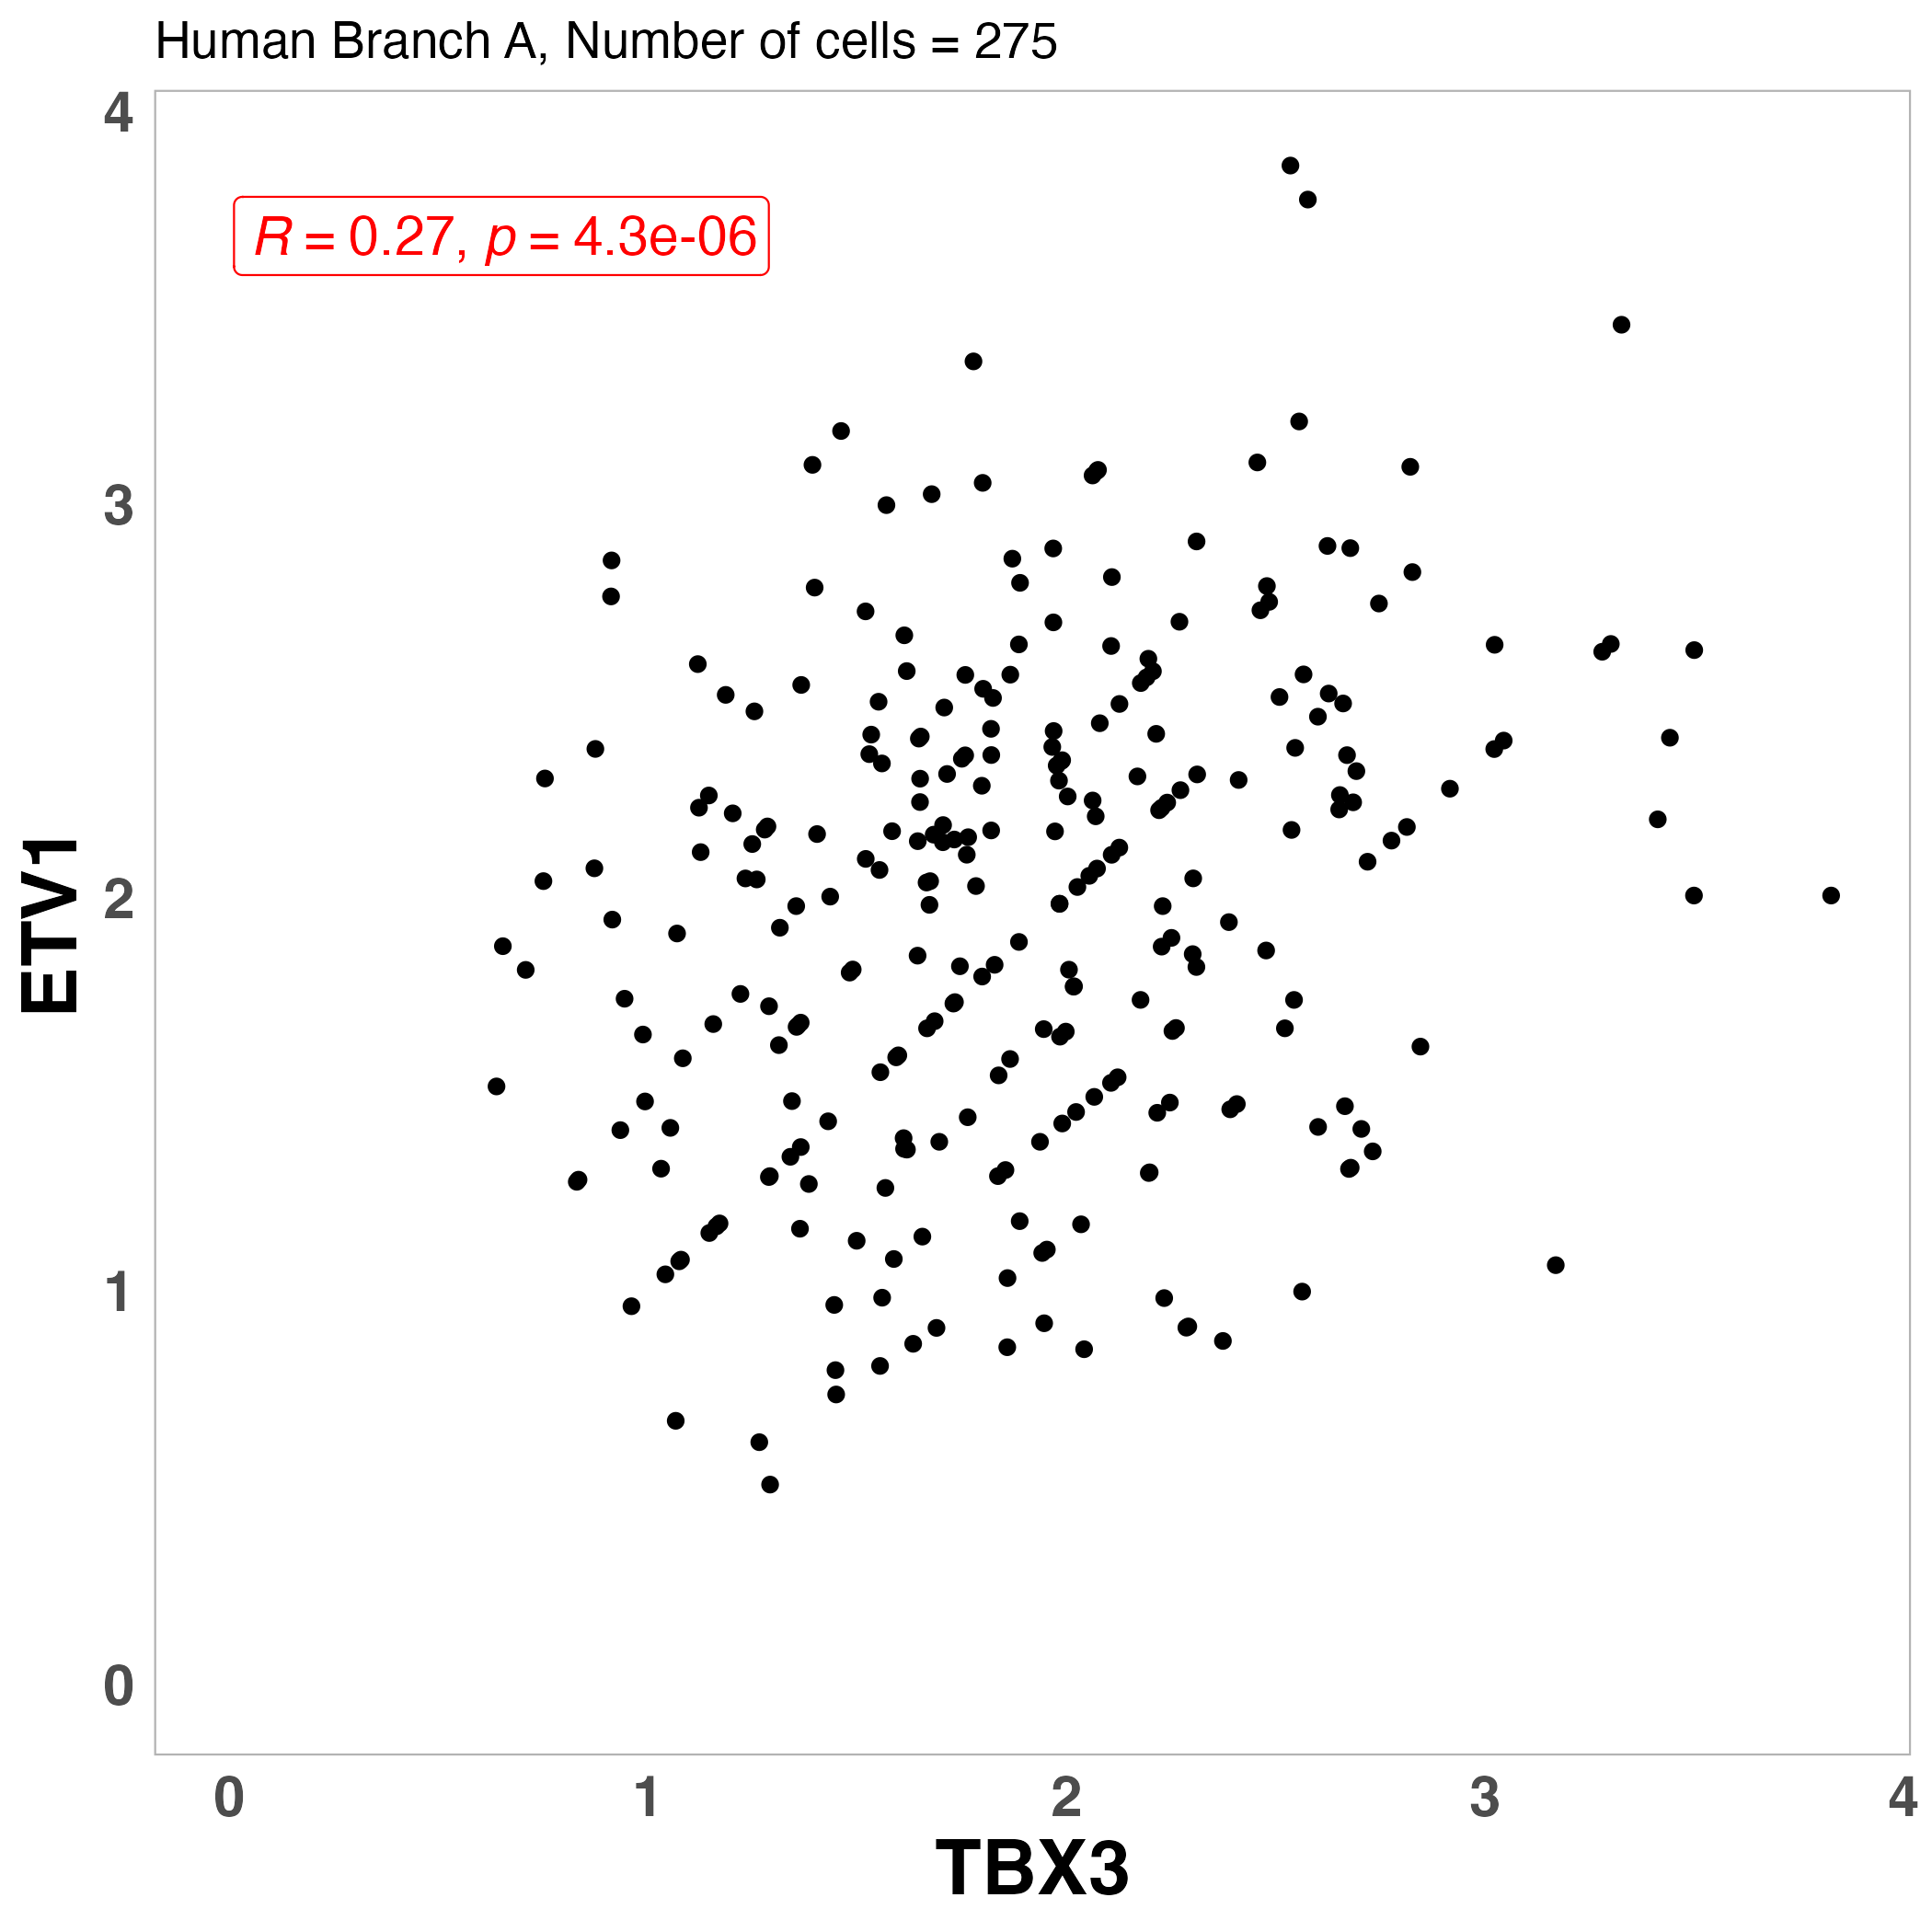 Human Branch A, Number of cells = 275
4
R = 0.27, p = 4.3e-06
3
2
1
0
ETV1
0 1 2 3 4
TBX3